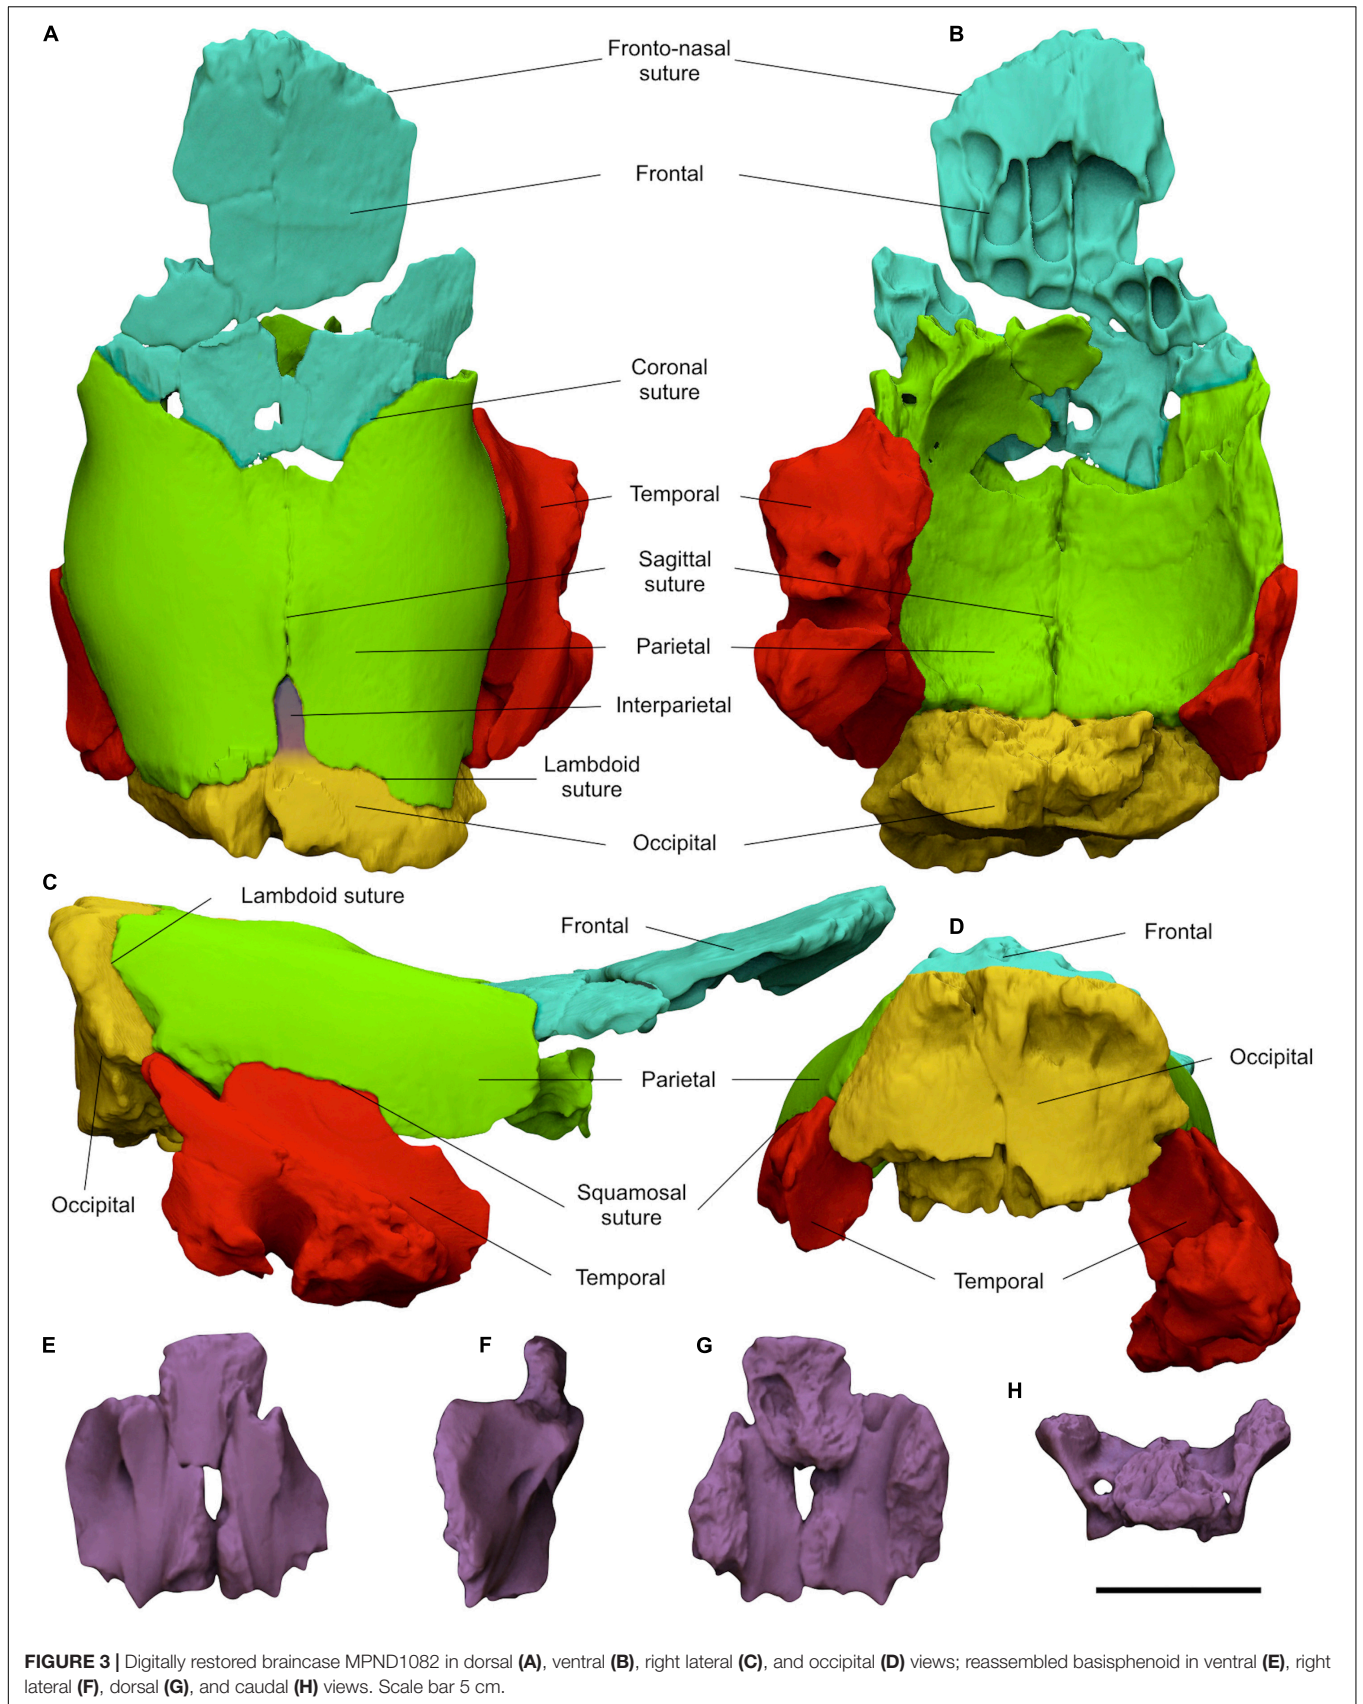 A
B
Fronto-nasal
suture
Frontal
Coronal
suture
Temporal
Sagittal
suture
Parietal
Interparietal
Lambdoid
suture
Occipital
C
Lambdoid suture
Frontal
D
Frontal
Occipital
Parietal
Occipital
Squamosal
suture
Temporal
Temporal
E
F
G
H
FIGURE 3 | Digitally restored braincase MPND1082 in dorsal (A), ventral (B), right lateral (C), and occipital (D) views; reassembled basisphenoid in ventral (E), right
lateral (F), dorsal (G), and caudal (H) views. Scale bar 5 cm.